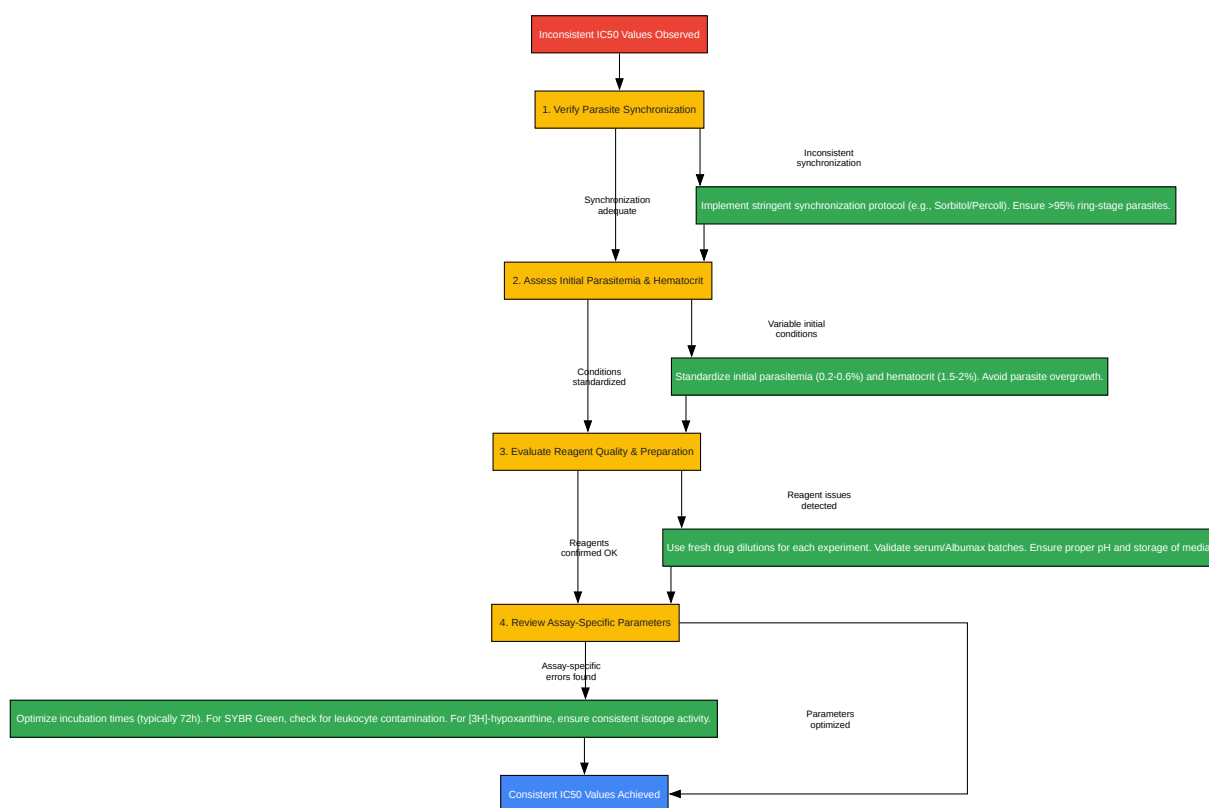 Inconsistent IC50 Values Observed
1. Verify Parasite Synchronization
Inconsistent
synchronization
Synchronization
adequate
Implement stringent synchronization protocol (e.g., Sorbitol/Percoll). Ensure >95% ring-stage parasites.
2. Assess Initial Parasitemia & Hematocrit
Variable initial
conditions
Conditions
standardized
Standardize initial parasitemia (0.2-0.6%) and hematocrit (1.5-2%). Avoid parasite overgrowth.
3. Evaluate Reagent Quality & Preparation
Reagent issues
detected
Reagents
confirmed OK
Use fresh drug dilutions for each experiment. Validate serum/Albumax batches. Ensure proper pH and storage of media
4. Review Assay-Specific Parameters
Assay-specific
errors found
Optimize incubation times (typically 72h). For SYBR Green, check for leukocyte contamination. For [3H]-hypoxanthine, ensure consistent isotope activity.
Parameters
optimized
Consistent IC50 Values Achieved